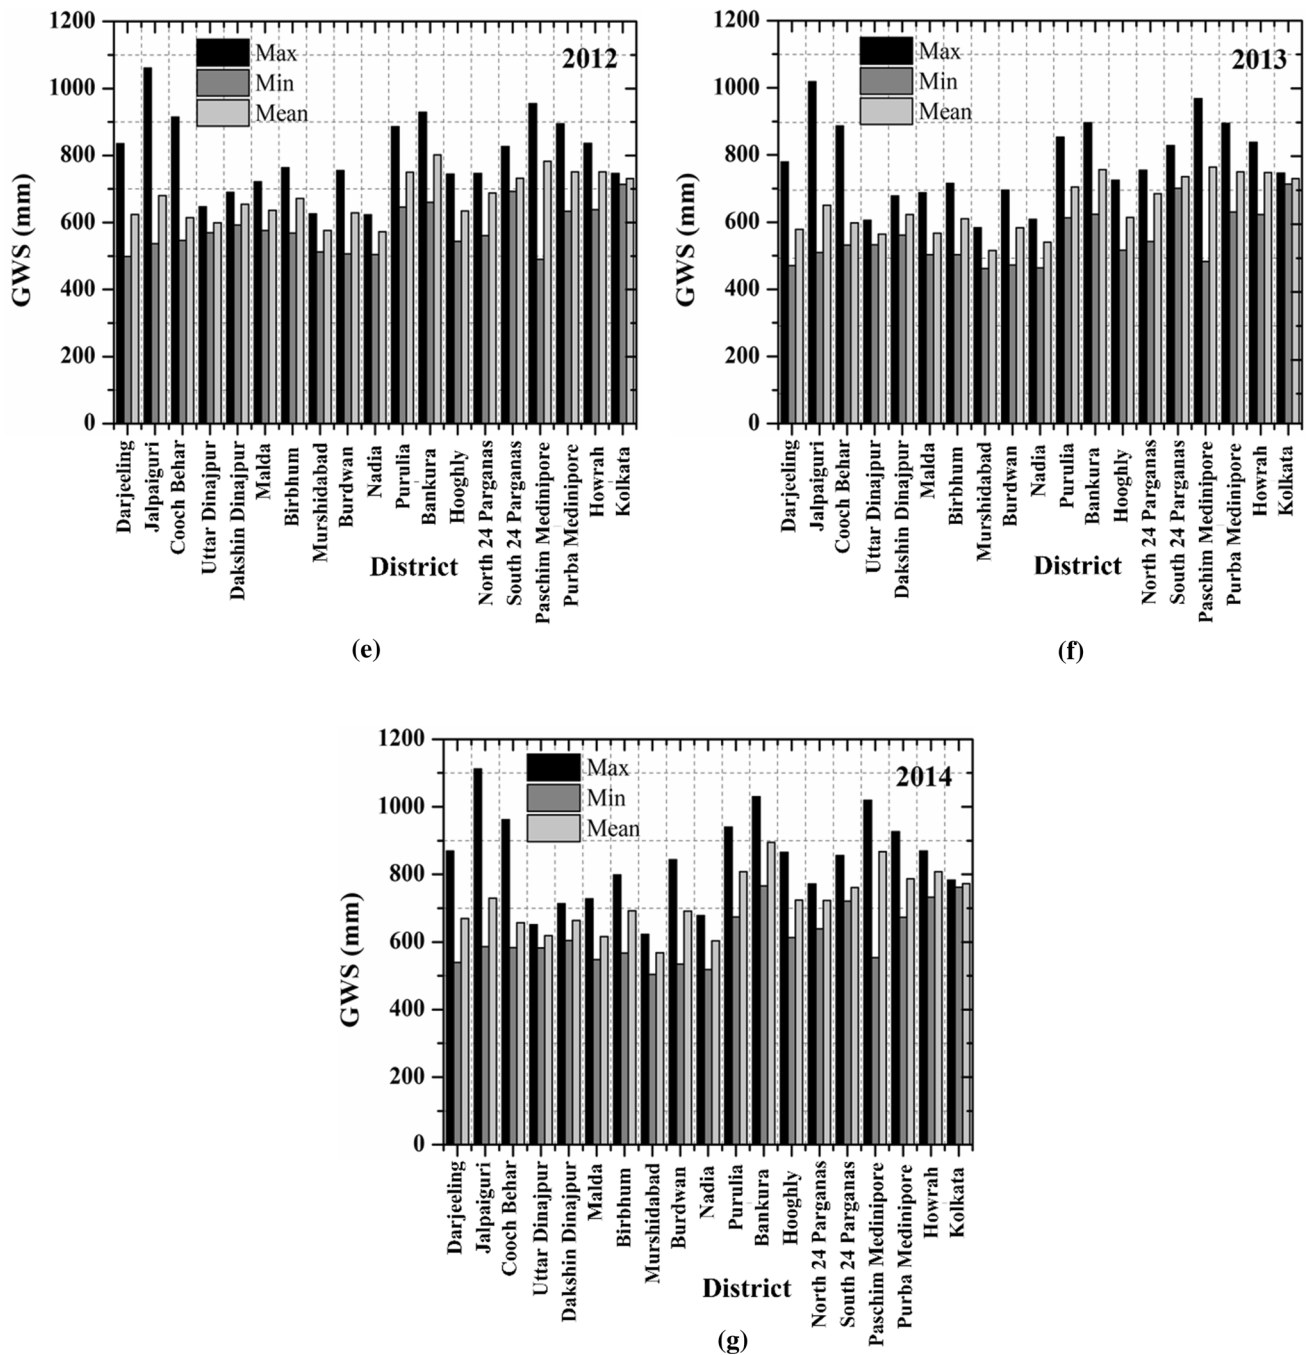 1200
1000
800
600
400
200
0
GWS (mm)
Max
Min
Mean
2012
Darjeeling
Jalpaiguri
Cooch Behar
Uttar Dinajpur
Dakshin Dinajpur
Malda
Birbhum
Murshidabad
Burdwan
Nadia
Purulia
Bankura
Hooghly
North 24 Parganas
South 24 Parganas
Paschim Medinipore
Purba Medinipore
Howrah
Kolkata
District
(e)
1200
1000
800
600
400
200
0
GWS (mm)
Max
Min
Mean
2013
Darjeeling
Jalpaiguri
Cooch Behar
Uttar Dinajpur
Dakshin Dinajpur
Malda
Birbhum
Murshidabad
Burdwan
Nadia
Purulia
Bankura
Hooghly
North 24 Parganas
South 24 Parganas
Paschim Medinipore
Purba Medinipore
Howrah
Kolkata
District
(f)
1200
1000
800
600
400
200
0
GWS (mm)
Max
Min
Mean
2014
Darjeeling
Jalpaiguri
Cooch Behar
Uttar Dinajpur
Dakshin Dinajpur
Malda
Birbhum
Murshidabad
Burdwan
Nadia
Purulia
Bankura
Hooghly
North 24 Parganas
South 24 Parganas
Paschim Medinipore
Purba Medinipore
Howrah
Kolkata
District
(g)